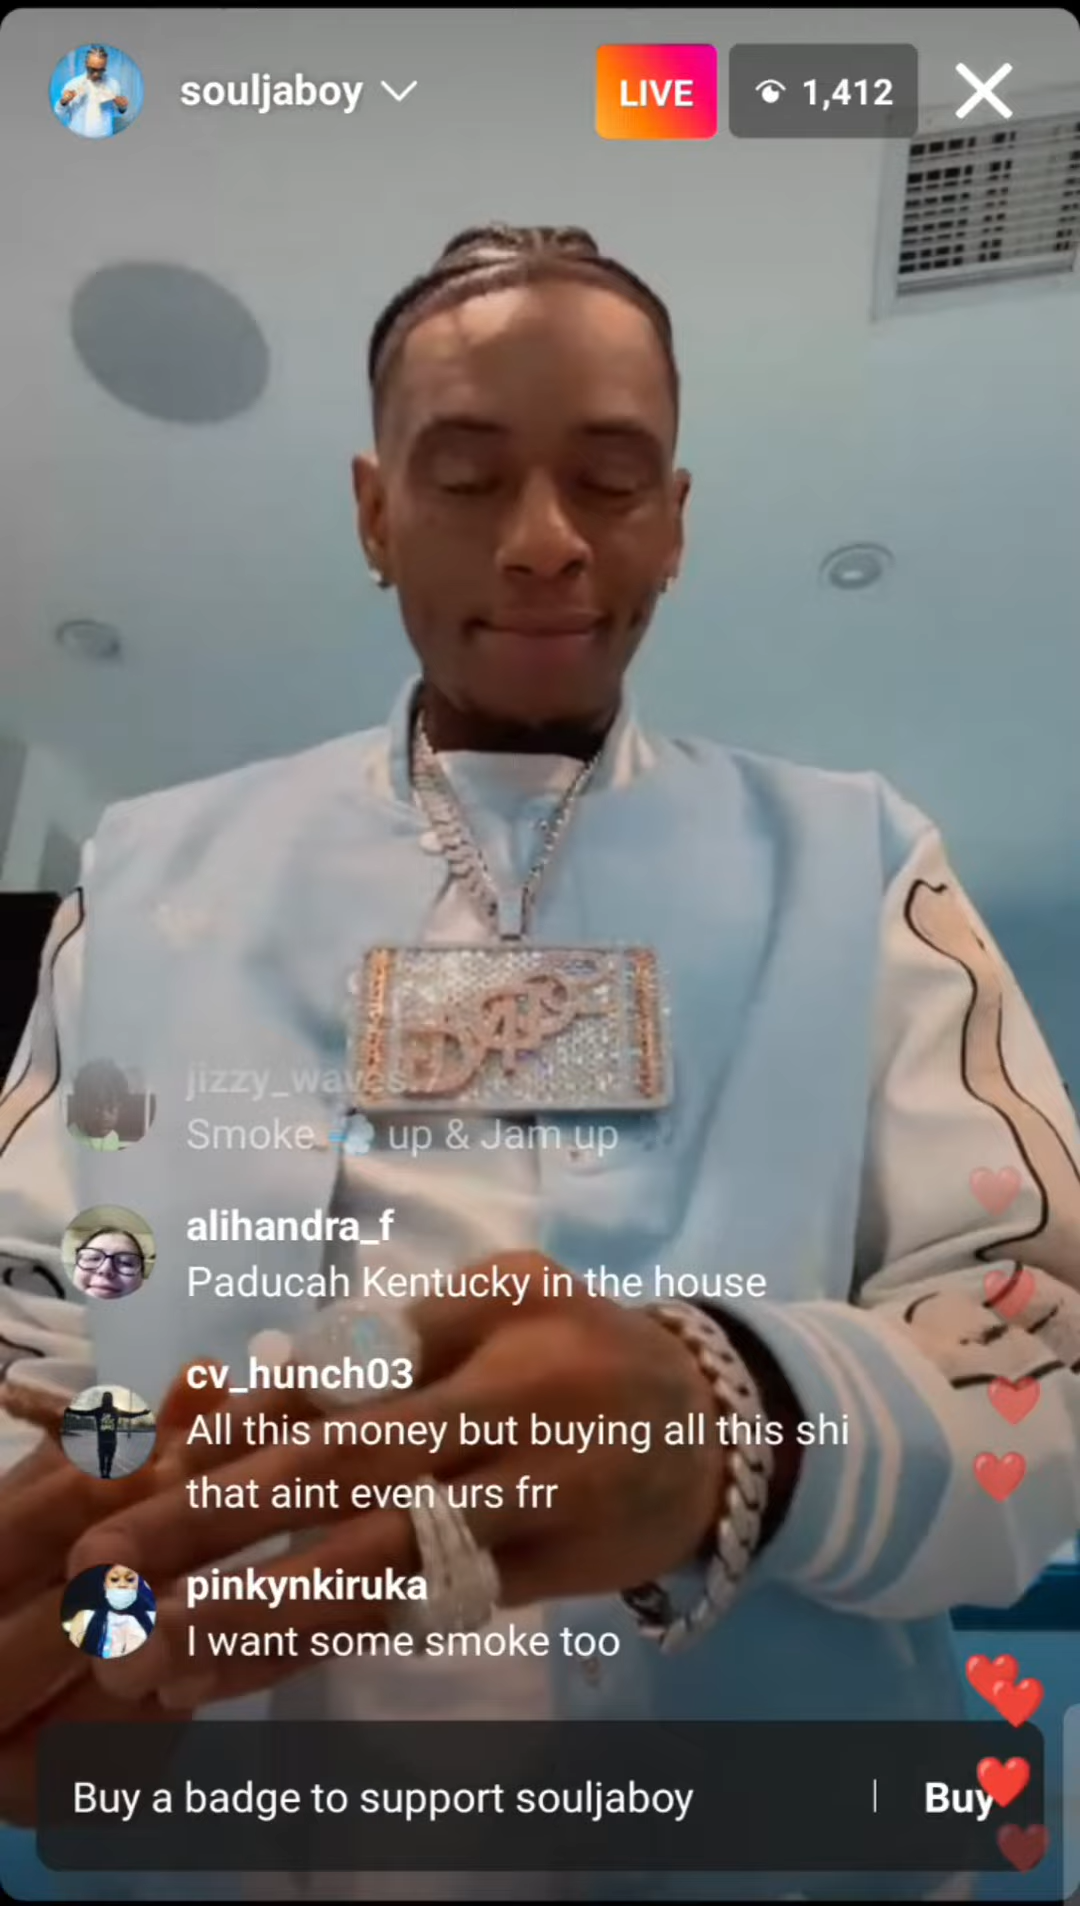 souljaboy
LIVE
1,412
jizzy_waves.7
Smoke 💨 up & Jam up
alihandra_f
Paducah Kentucky in the house
cv_hunch03
All this money but buying all this shi
that aint even urs frr
pinkynkiruka
I want some smoke too
Buy a badge to support souljaboy
Buy